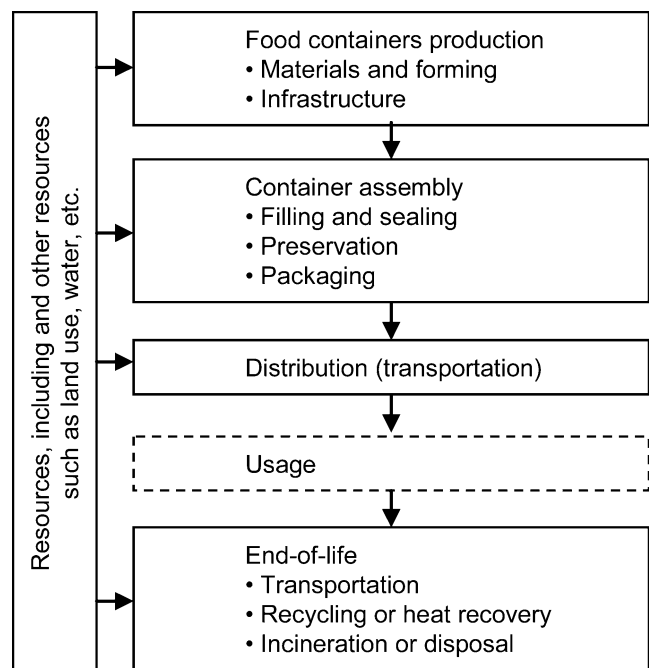 Resources, including and other resources
such as land use, water, etc.
Food containers production
• Materials and forming
• Infrastructure
Container assembly
• Filling and sealing
• Preservation
• Packaging
Distribution (transportation)
Usage
End-of-life
• Transportation
• Recycling or heat recovery
• Incineration or disposal